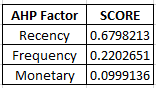 AHP Factor SCORE
Recency 0.6798213
Frequency 0.2202651
Monetary 0.0999136